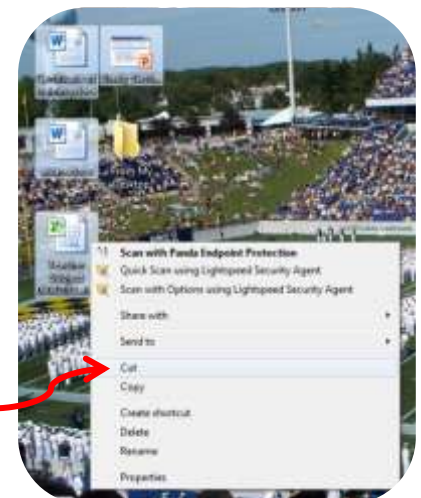 Scan with Panda Endpoint Protection
Quick Scan using Lightspeed Security Agent
Scan with Options using Lightspeed Security Agent
Share with
Send to
Cut
Copy
Create shortcut
Delete
Rename
Properties